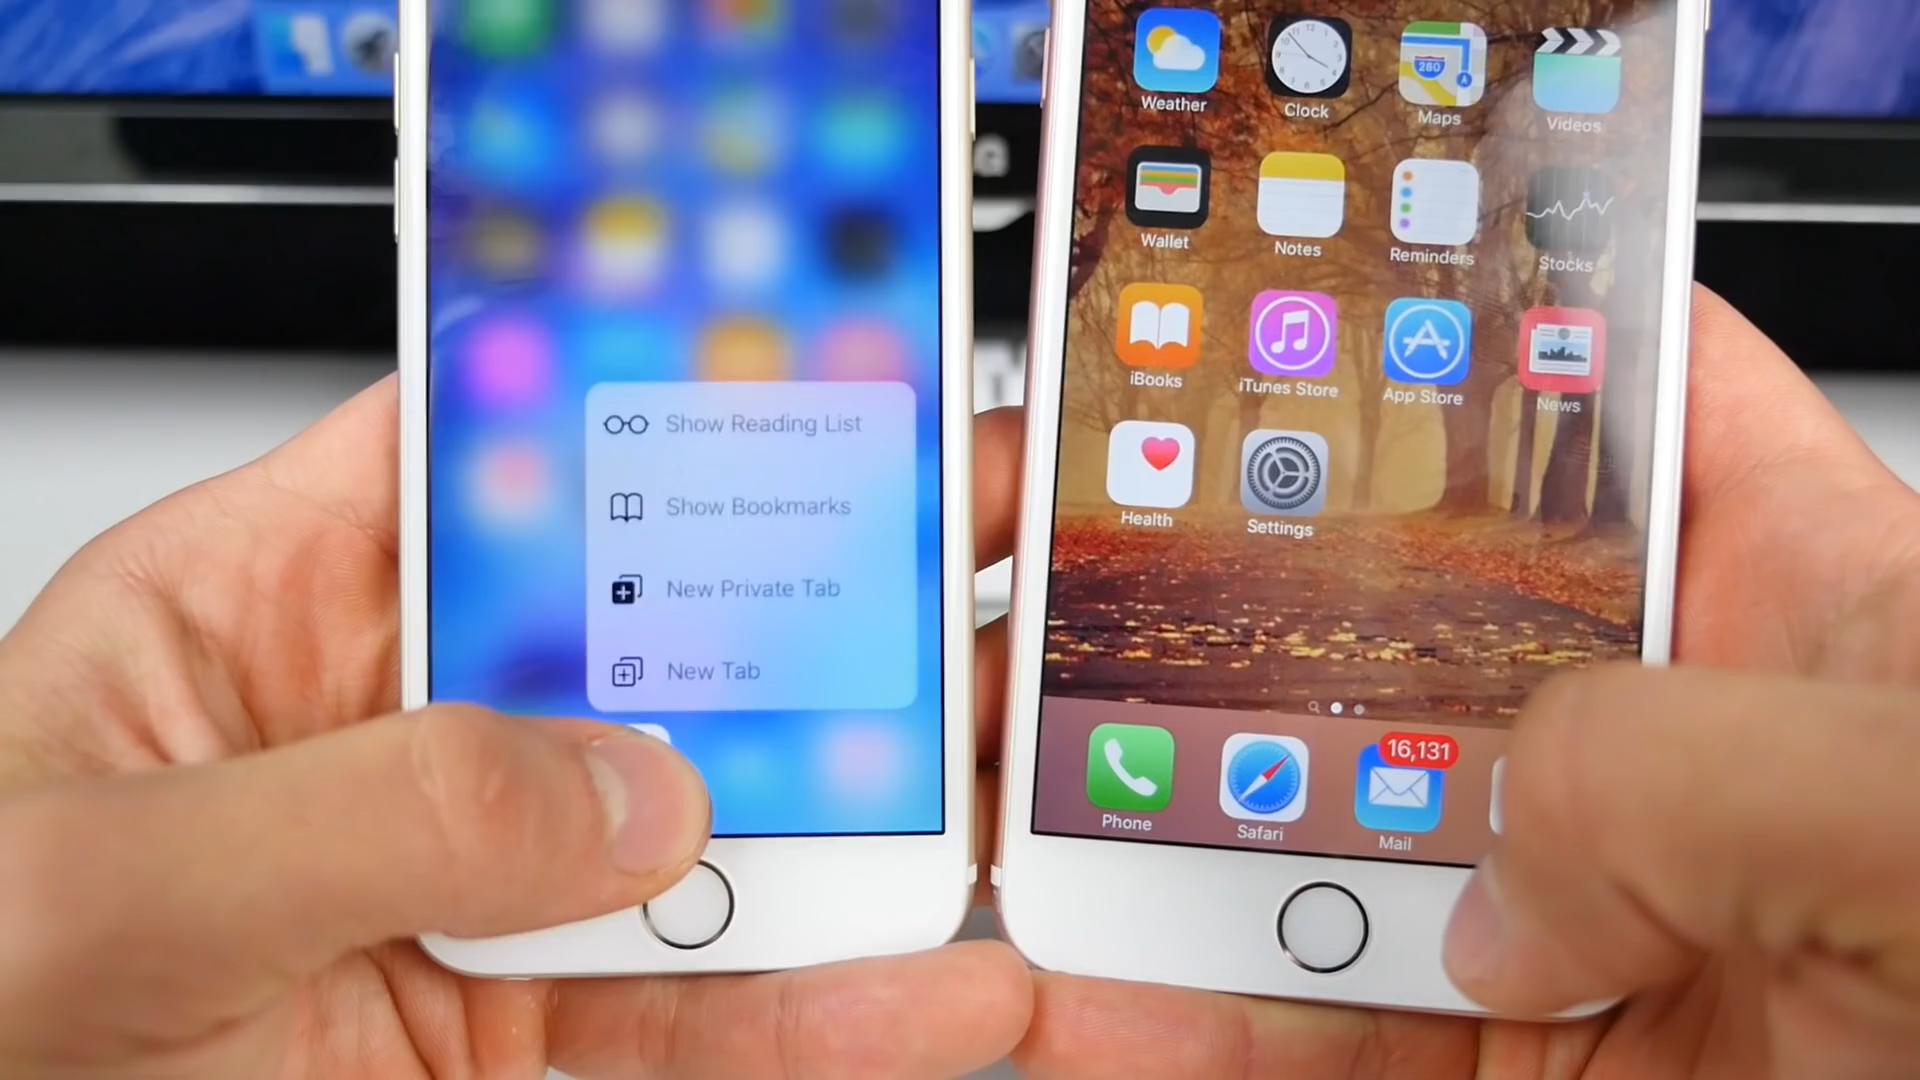 Show Reading List
Show Bookmarks
New Private Tab
New Tab
Weather
Clock
Maps
Videos
280
Wallet
Notes
Reminders
Stocks
iBooks
iTunes Store
App Store
News
Health
Settings
16,131
Phone
Safari
Mail
G